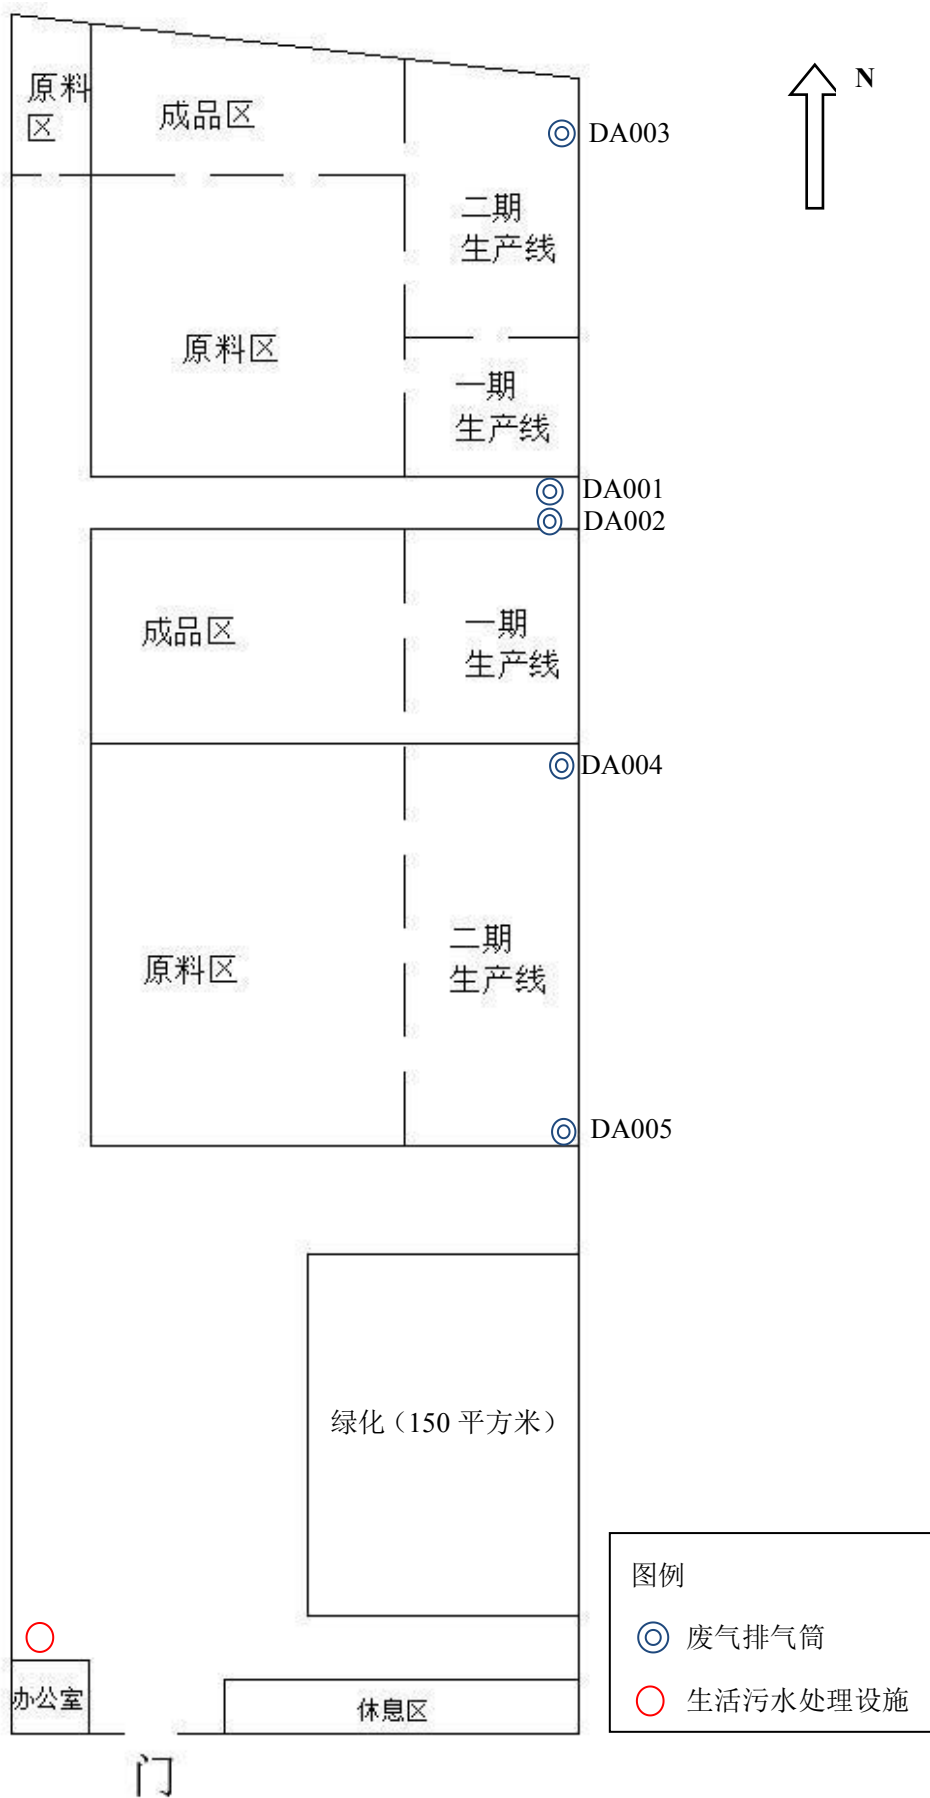 原料
区
成品区
N
DA003
二期
生产线
原料区
一期
生产线
DA001
DA002
成品区
一期
生产线
DA004
原料区
二期
生产线
DA005
绿化（150 平方米）
图例
废气排气筒
生活污水处理设施
办公室
休息区
门